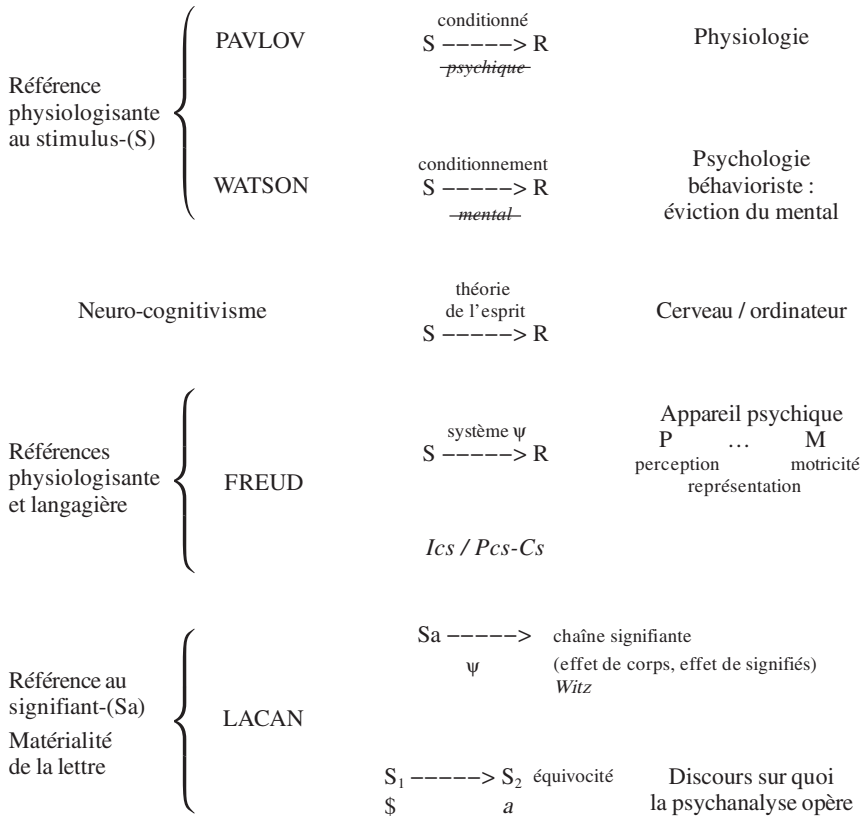 conditionné
PAVLOV S −−−−−> R Physiologie
psychique
Référence
physiologisante
au stimulus-(S)
conditionnement
WATSON S −−−−−> R
mental
Psychologie
béhavioriste :
éviction du mental
Neuro-cognitivisme
théorie
de l’esprit
S −−−−−> R
Cerveau / ordinateur
Références
physiologisante
et langagière
FREUD
système ψ
S −−−−−> R
Appareil psychique
P … M
perception motricité
représentation
Ics / Pcs-Cs
Référence au
signifiant-(Sa)
Matérialité
de la lettre
LACAN
Sa −−−−−> chaîne signifiante
ψ (effet de corps, effet de signifiés)
Witz
S₁ −−−−−> S₂ équivocité
$ a
Discours sur quoi
la psychanalyse opère